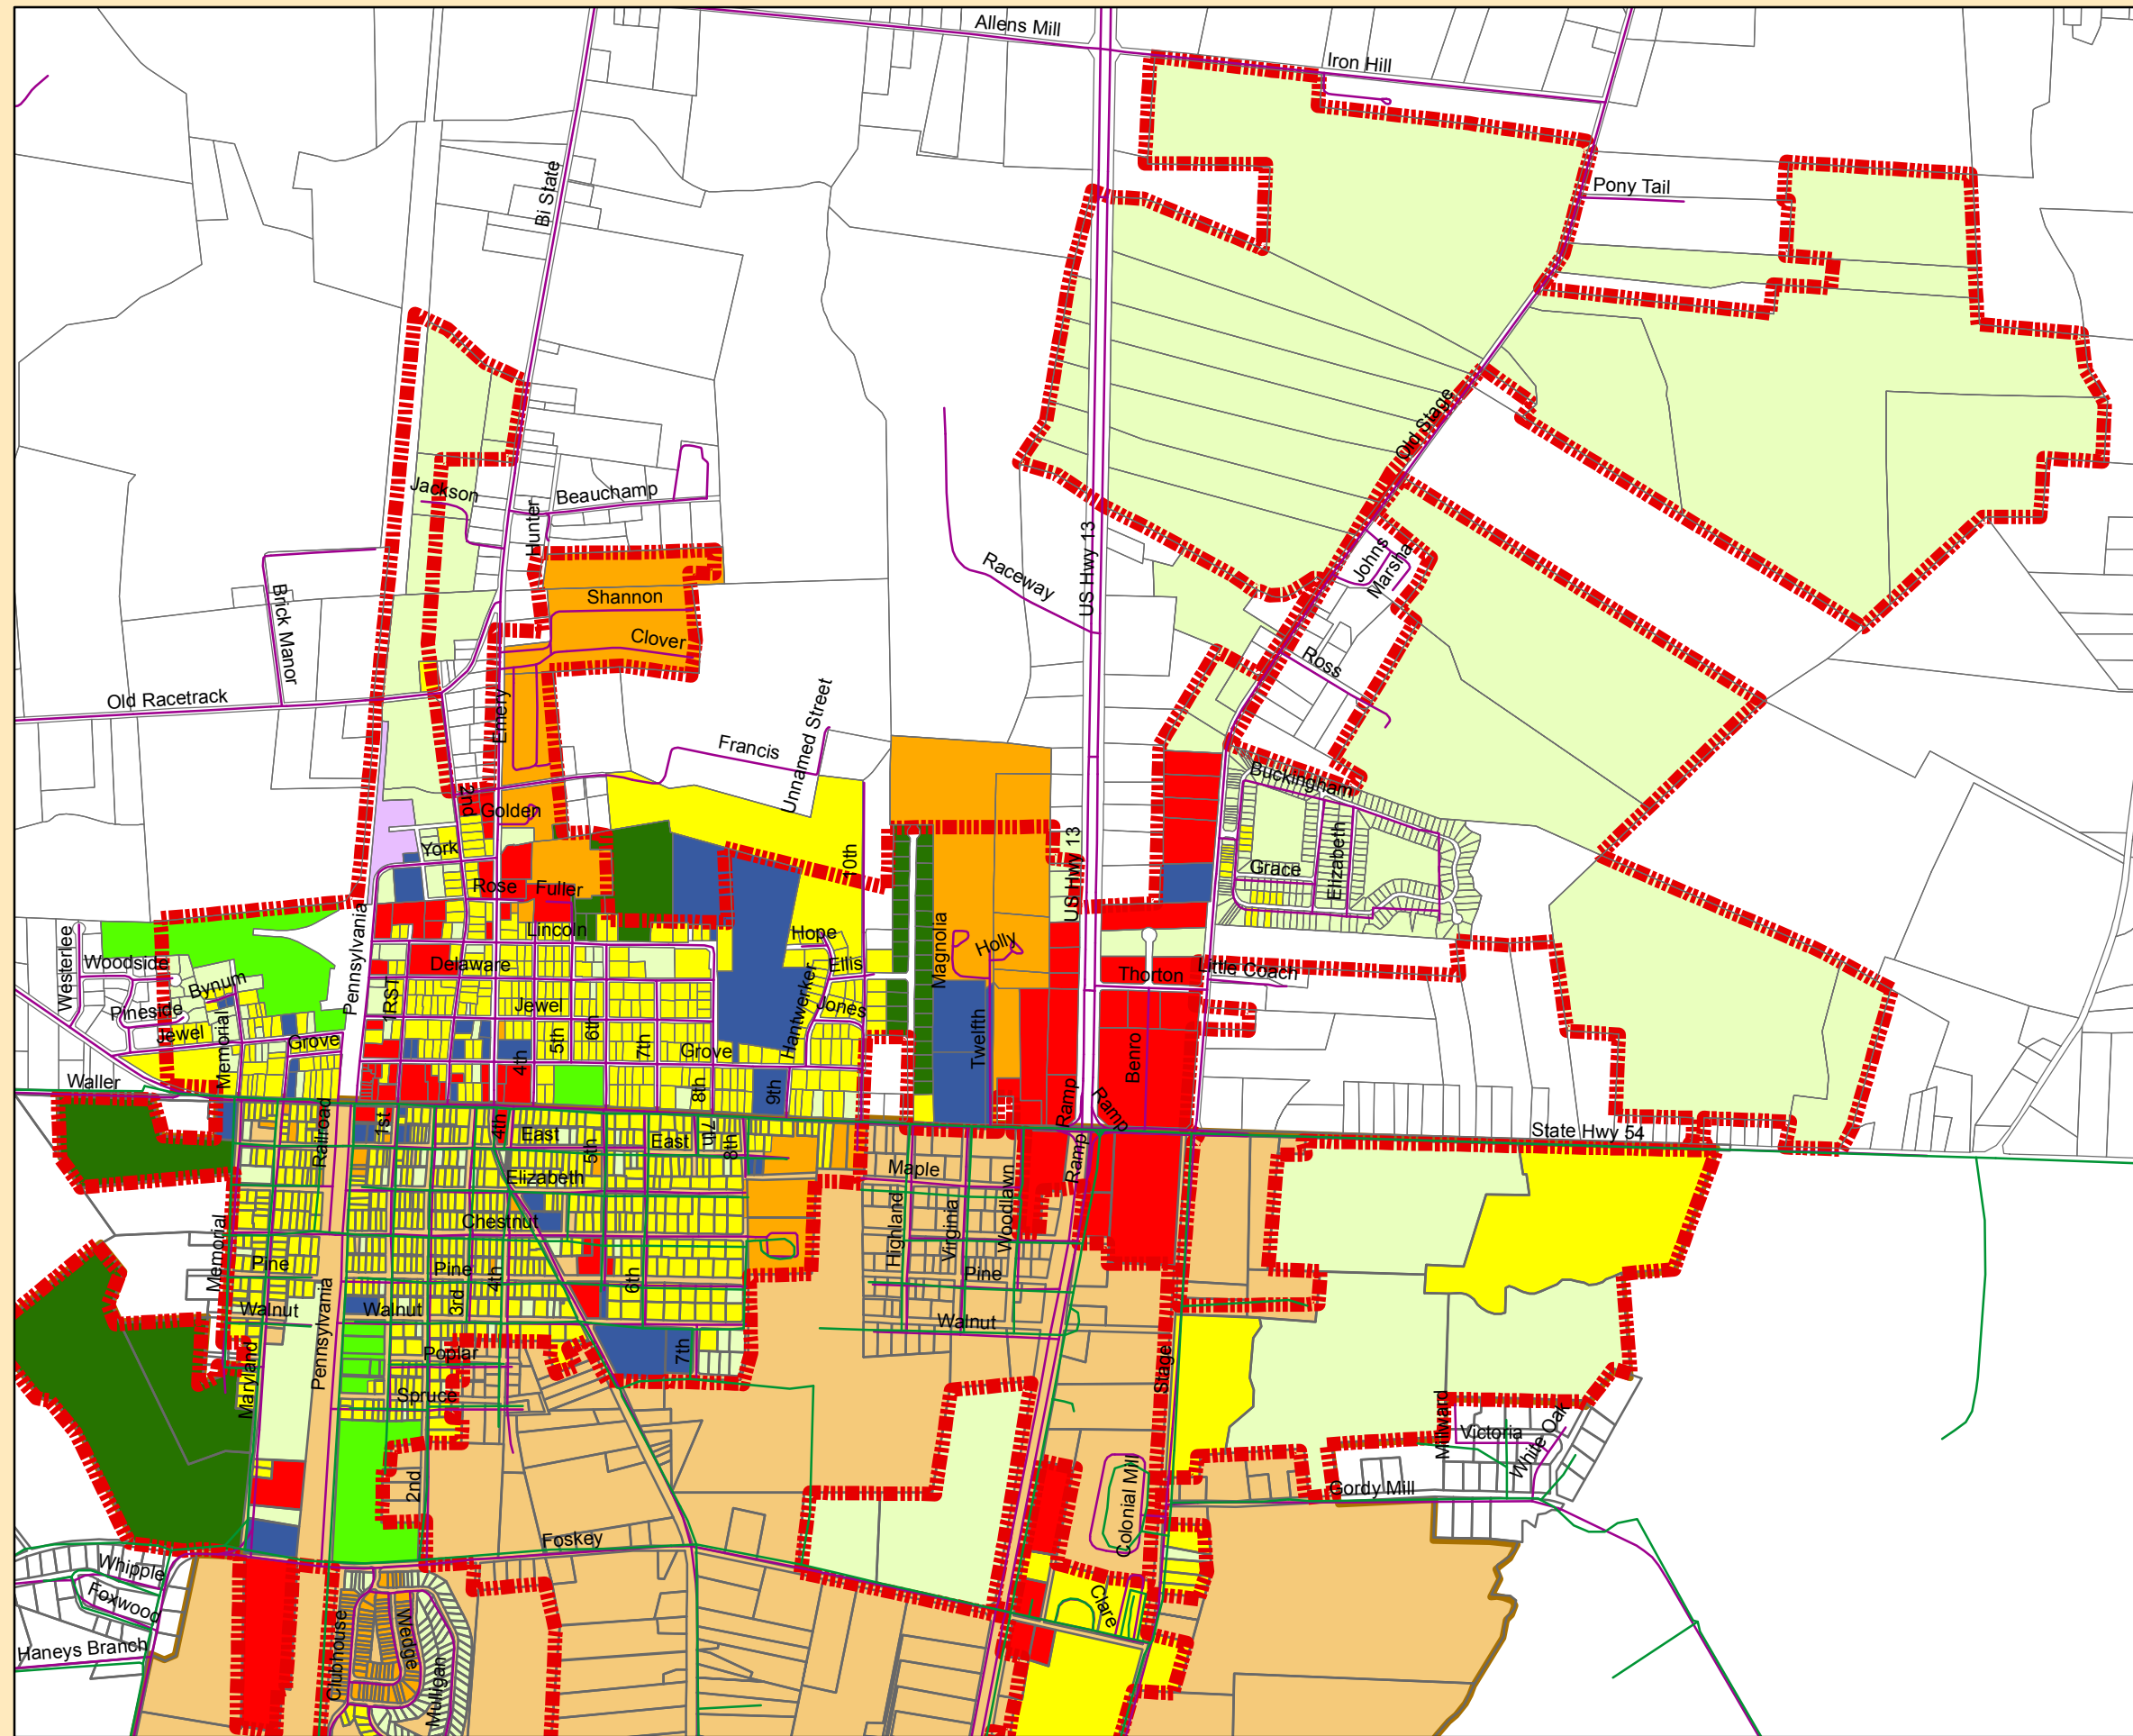 Allens Mill
Iron Hill
Bi State
Pony Tail
Old Stage
Jackson
Beauchamp
Hunter
US Hwy 13
Raceway
Johns
Marsha
Brick Manor
Shannon
Clover
Ross
Old Racetrack
Emery
Unnamed Street
Francis
Buckingham
2nd
Golden
York
10th
US Hwy 13
Elizabeth
Grace
Rose
Fuller
Pennsylvania
Lincoln
Hope
Magnolia
Holly
Westerlee
Woodside
Delaware
Ellis
Thorton
Little Coach
Bynum
1RST
Jewel
Hantwerker
Jones
Pineside
Jewel
Memorial
Grove
5th
6th
7th
Grove
4th
Twelfth
Benro
Waller
8th
9th
Ramp
Ramp
Railroad
1st
4th
East
5th
East
7th
8th
State Hwy 54
Ramp
Maple
Elizabeth
Woodlawn
Highland
Virginia
Chestnut
Memorial
Pine
Pine
4th
6th
Pine
3rd
Walnut
Walnut
Walnut
Pennsylvania
Maryland
Poplar
7th
Stage
Spruce
Millward
Victoria
White Oak
2nd
Colonial Mill
Gordy Mill
Foskey
Whipple
Foxwood
Clare
Clubhouse
Wedge
Haneys Branch
Mulligan